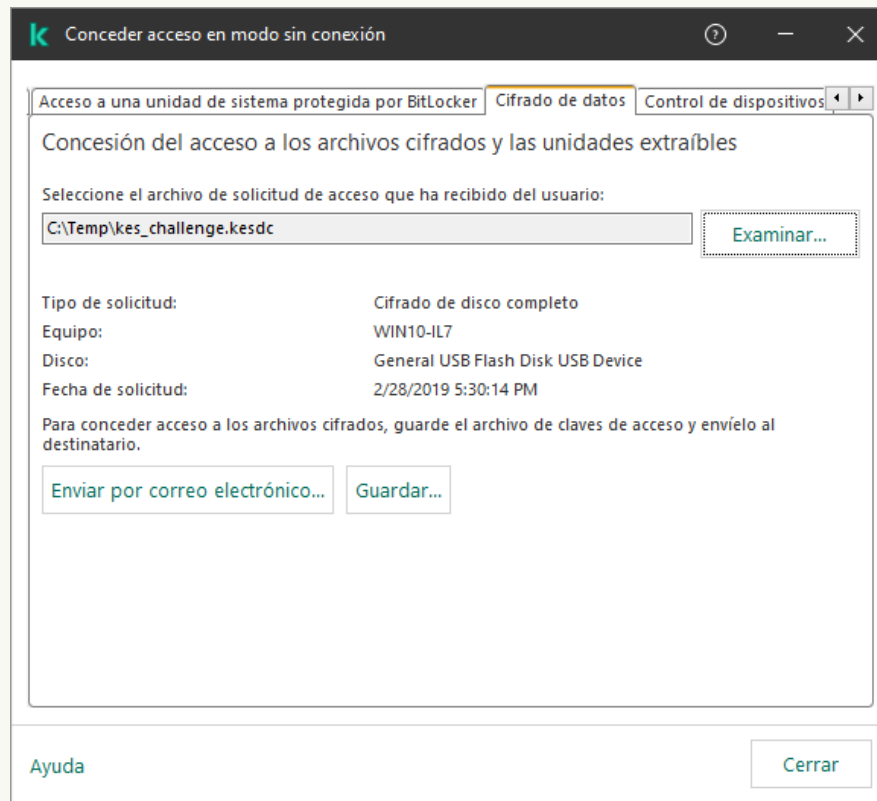 Conceder acceso en modo sin conexión
Acceso a una unidad de sistema protegida por BitLocker
Cifrado de datos
Control de dispositivos
Concesión del acceso a los archivos cifrados y las unidades extraíbles
Seleccione el archivo de solicitud de acceso que ha recibido del usuario:
C:\Temp\kes_challenge.kesdc
Examinar...
Tipo de solicitud: Cifrado de disco completo
Equipo: WIN10-IL7
Disco: General USB Flash Disk USB Device
Fecha de solicitud: 2/28/2019 5:30:14 PM
Para conceder acceso a los archivos cifrados, guarde el archivo de claves de acceso y envíelo al
destinatario.
Enviar por correo electrónico... Guardar...
Ayuda
Cerrar